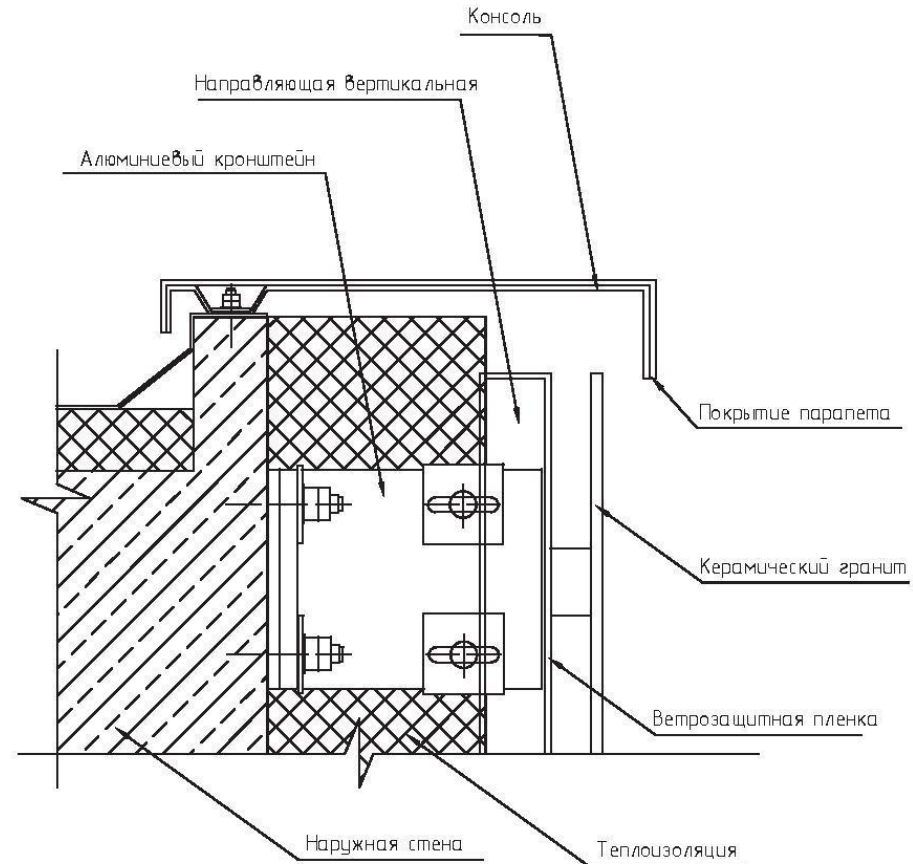 Консоль
Направляющая вертикальная
Алюминиевый кронштейн
Покрытие парапета
Керамический гранит
Ветрозащитная пленка
Наружная стена
Теплоизоляция